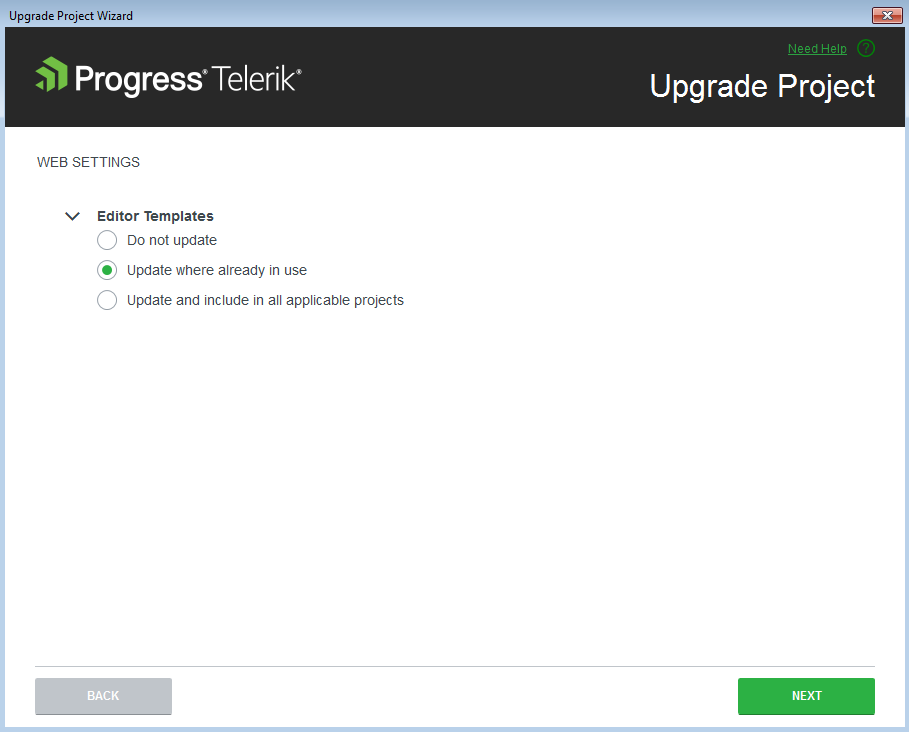 Upgrade Project Wizard
Need Help ?
Progress® Telerik®
Upgrade Project
WEB SETTINGS
Editor Templates
Do not update
Update where already in use
Update and include in all applicable projects
BACK
NEXT